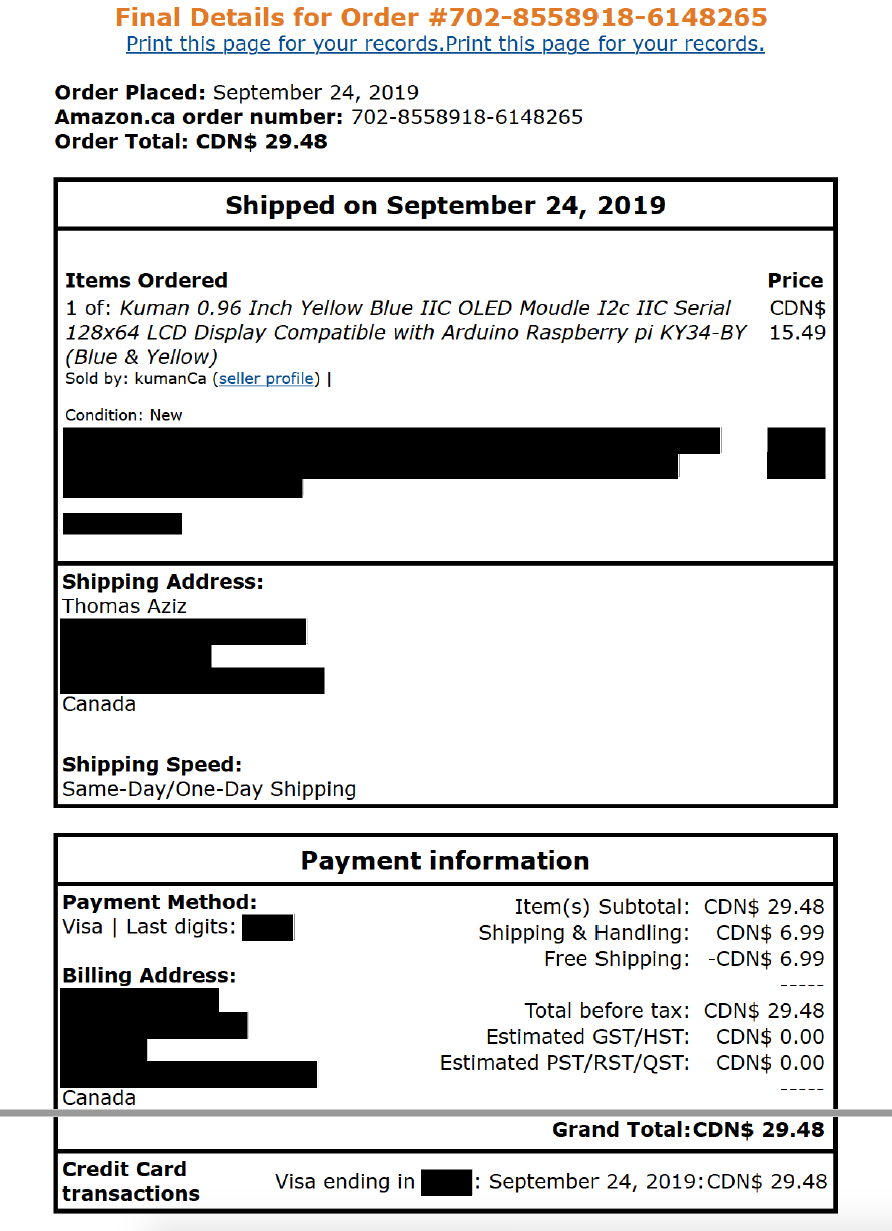 Final Details for Order #702-8558918-6148265
Print this page for your records.Print this page for your records.
Order Placed: September 24, 2019
Amazon.ca order number: 702-8558918-6148265
Order Total: CDN$ 29.48
Shipped on September 24, 2019
Items Ordered Price
1 of: Kuman 0.96 Inch Yellow Blue IIC OLED Moudle I2c IIC Serial CDN$
128x64 LCD Display Compatible with Arduino Raspberry pi KY34-BY 15.49
(Blue & Yellow)
Sold by: kumanCa (seller profile) |
Condition: New
Shipping Address:
Thomas Aziz
Canada
Shipping Speed:
Same-Day/One-Day Shipping
Payment information
Payment Method:
Visa | Last digits:
Billing Address:
Canada
Item(s) Subtotal: CDN$ 29.48
Shipping & Handling: CDN$ 6.99
Free Shipping: -CDN$ 6.99
-----
Total before tax: CDN$ 29.48
Estimated GST/HST: CDN$ 0.00
Estimated PST/RST/QST: CDN$ 0.00
-----
Grand Total:CDN$ 29.48
Credit Card
transactions
Visa ending in : September 24, 2019:CDN$ 29.48